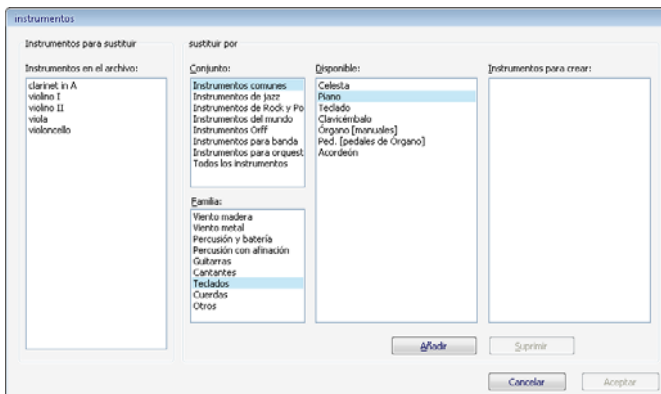 instrumentos
Instrumentos para sustituir
Instrumentos en el archivo:
clarinet in A
violino I
violino II
viola
violoncello
sustituir por
Conjunto:
Instrumentos comunes
Instrumentos de jazz
Instrumentos de Rock y Po
Instrumentos del mundo
Instrumentos Orff
Instrumentos para banda
Instrumentos para orquest
Todos los instrumentos
Familia:
Viento madera
Viento metal
Percusión y batería
Percusión con afinación
Guitarras
Cantantes
Teclados
Cuerdas
Otros
Disponible:
Celesta
Piano
Teclado
Clavicémbalo
Órgano [manuales]
Ped. [pedales de Órgano]
Acordeón
Instrumentos para crear:
Añadir
Suprimir
Cancelar
Aceptar